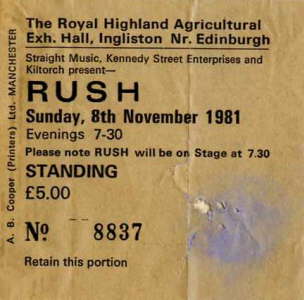 The Royal Highland Agricultural
Exh. Hall, Ingliston Nr. Edinburgh
Straight Music, Kennedy Street Enterprises and
Kiltorch present—
RUSH
Sunday, 8th November 1981
Evenings 7-30
Please note RUSH will be on Stage at 7.30
STANDING
£5.00
No. 8837
Retain this portion
A. B. Cooper (Printers) Ltd. MANCHESTER